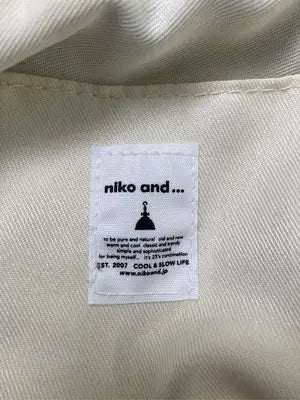 niko and ...
to be pure and natural old and new
warm and cool classic and trendy
simple and sophisticated
for being myself... it's 25's combination
EST. 2007 COOL & SLOW LIFE
www.nikoand.jp